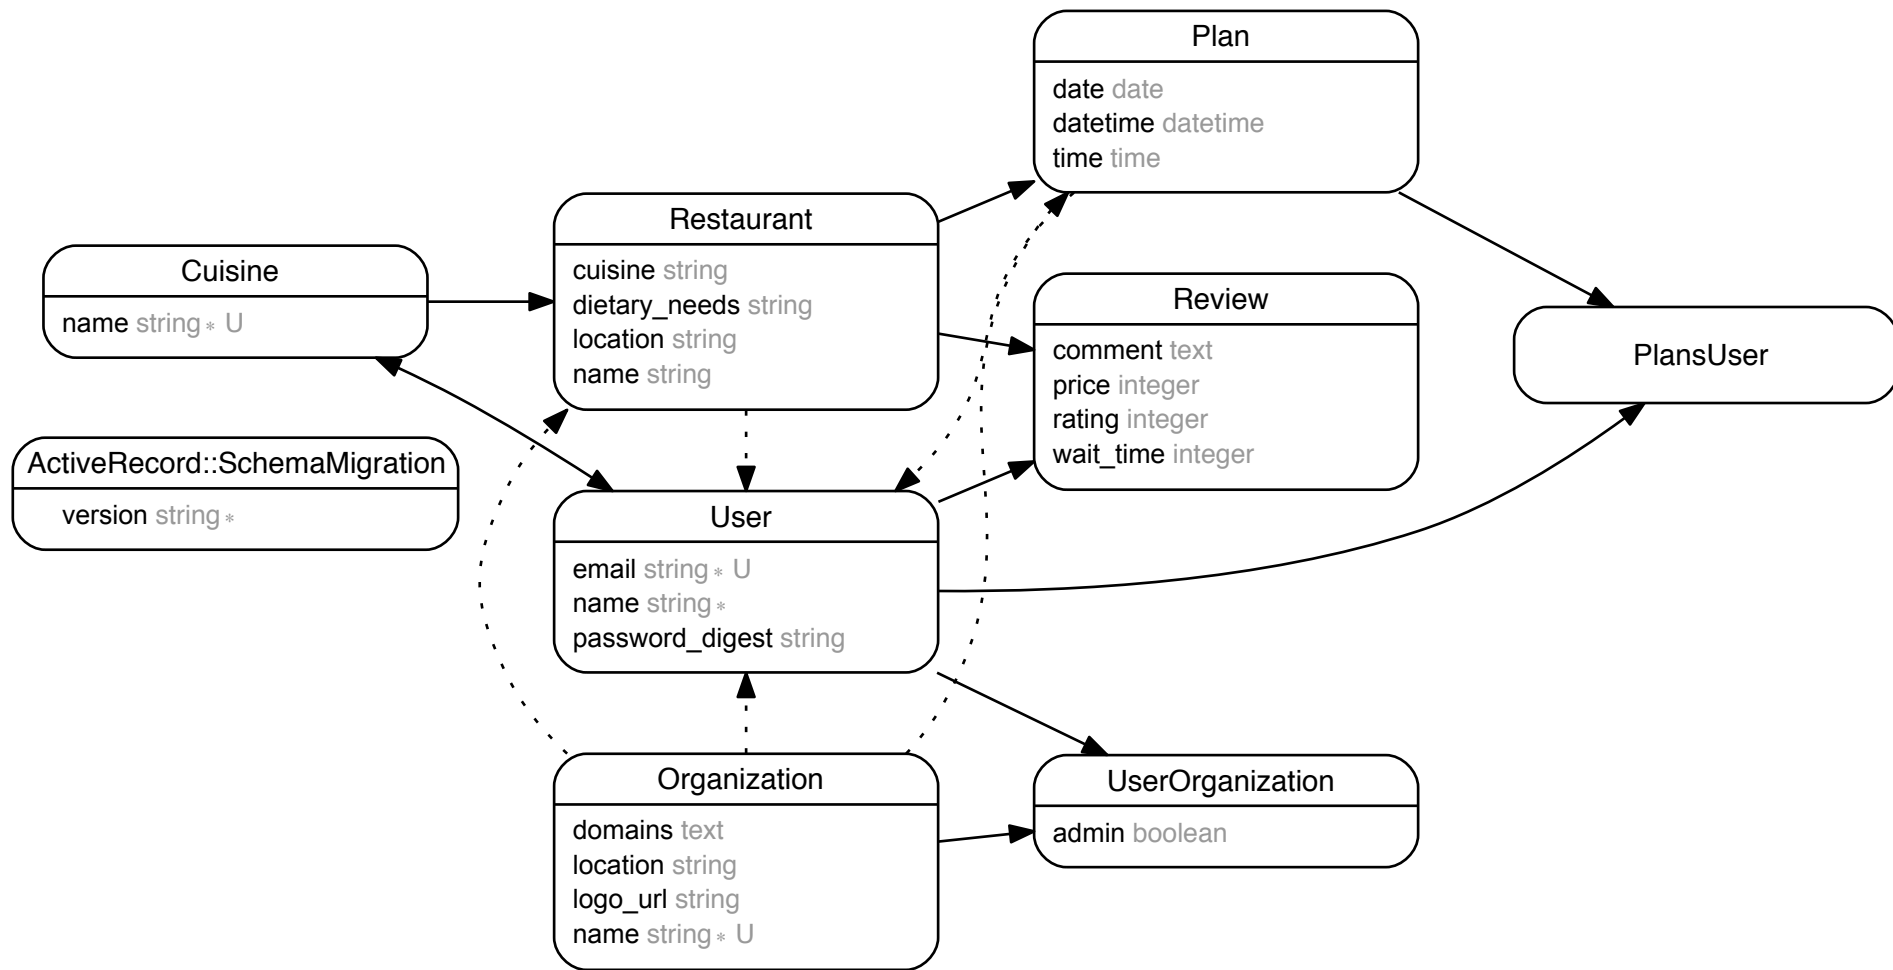 Plan
date date
datetime datetime
time time
Restaurant
cuisine string
dietary_needs string
location string
name string
Cuisine
name string* U
Review
comment text
price integer
rating integer
wait_time integer
PlansUser
ActiveRecord::SchemaMigration
version string*
User
email string* U
name string*
password_digest string
Organization
domains text
location string
logo_url string
name string* U
UserOrganization
admin boolean